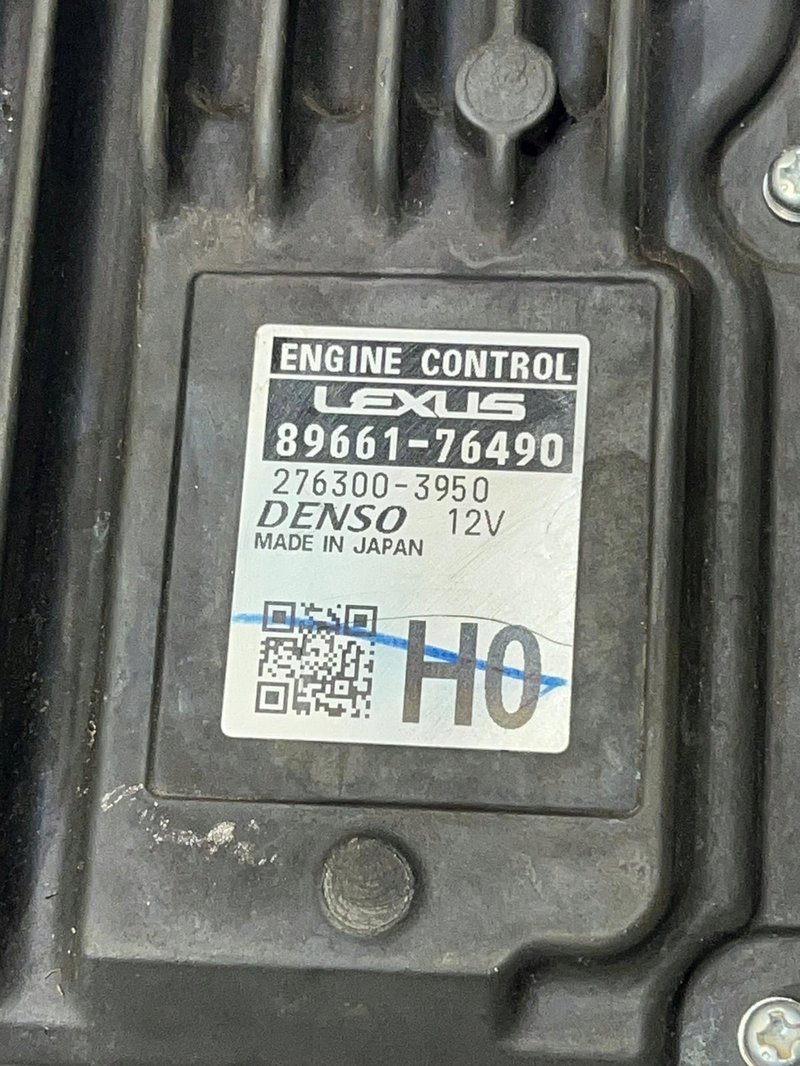 ENGINE CONTROL
LEXUS
89661-76490
276300-3950
DENSO 12V
MADE IN JAPAN
H0